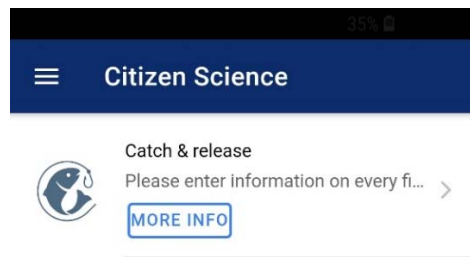 35%
Citizen Science
Catch & release
Please enter information on every fi...
MORE INFO